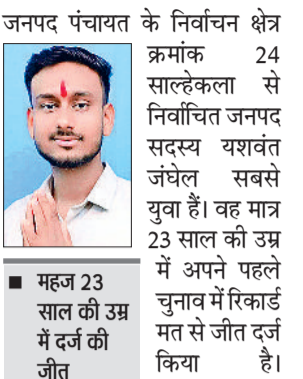 जनपद पंचायत के निर्वाचन क्षेत्र
क्रमांक 24
साल्हेकला से
निर्वाचित जनपद
सदस्य यशवंत
जंघेल सबसे
युवा हैं। वह मात्र
23 साल की उम्र
में अपने पहले
चुनाव में रिकार्ड
मत से जीत दर्ज
किया है।
■ महज 23
साल की उम्र
में दर्ज की
जीत